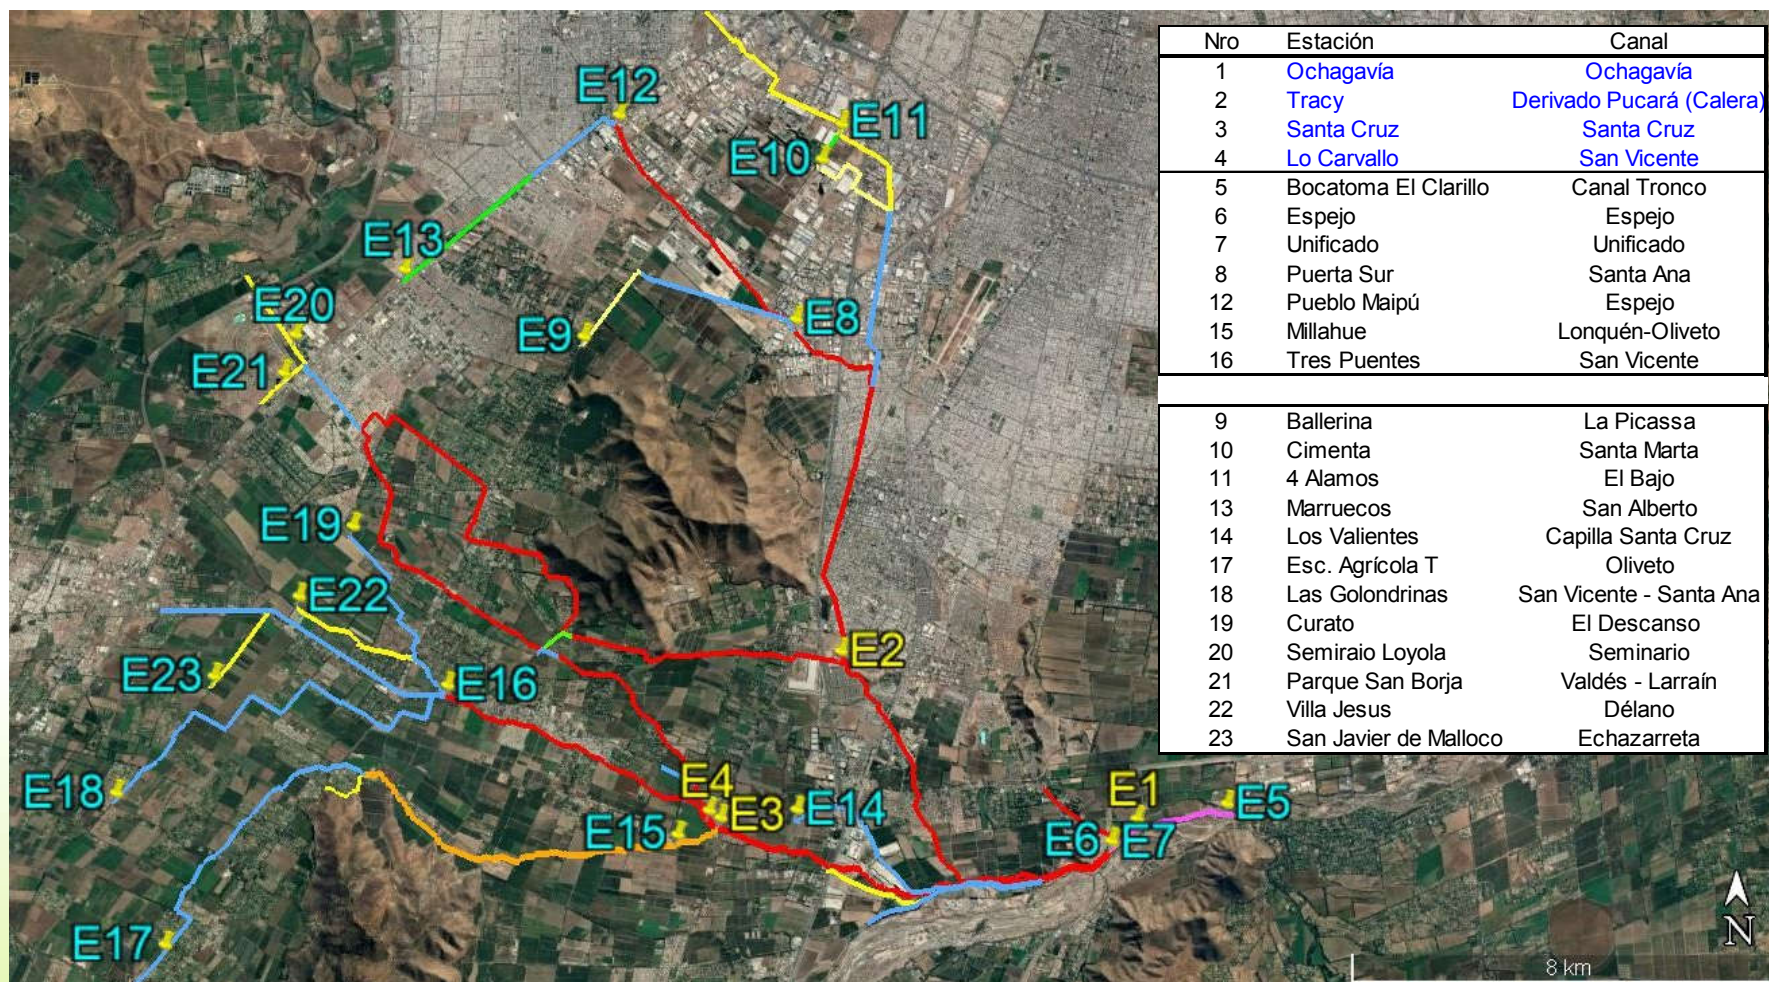 Nro Estación Canal
1 Ochagavía Ochagavía
2 Tracy Derivado Pucará (Calera)
3 Santa Cruz Santa Cruz
4 Lo Carvallo San Vicente
5 Bocatoma El Clarillo Canal Tronco
6 Espejo Espejo
7 Unificado Unificado
8 Puerta Sur Santa Ana
12 Pueblo Maipú Espejo
15 Millahue Lonquén-Oliveto
16 Tres Puentes San Vicente
9 Ballerina La Picassa
10 Cimenta Santa Marta
11 4 Alamos El Bajo
13 Marruecos San Alberto
14 Los Valientes Capilla Santa Cruz
17 Esc. Agrícola T Oliveto
18 Las Golondrinas San Vicente - Santa Ana
19 Curato El Descanso
20 Semiraio Loyola Seminario
21 Parque San Borja Valdés - Larraín
22 Villa Jesus Délano
23 San Javier de Malloco Echazarreta
E12
E11
E10
E13
E20
E8
E9
E21
E19
E22
E2
E23
E16
E18
E4
E3
E14
E1
E5
E15
E6
E7
E17
N
8 km